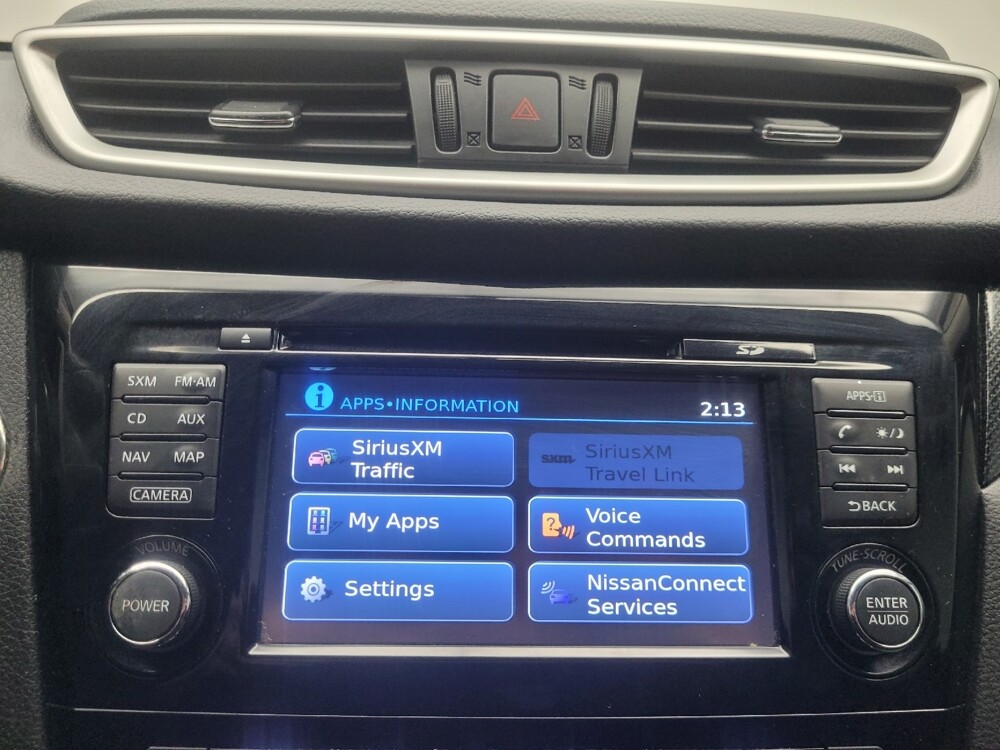 SD
SXM FM·AM
CD AUX
NAV MAP
CAMERA
VOLUME
POWER
i APPS•INFORMATION 2:13
SiriusXM
Traffic
sxm SiriusXM
Travel Link
My Apps
? Voice
Commands
Settings
NissanConnect
Services
APPS·i
BACK
TUNE·SCROLL
ENTER
AUDIO